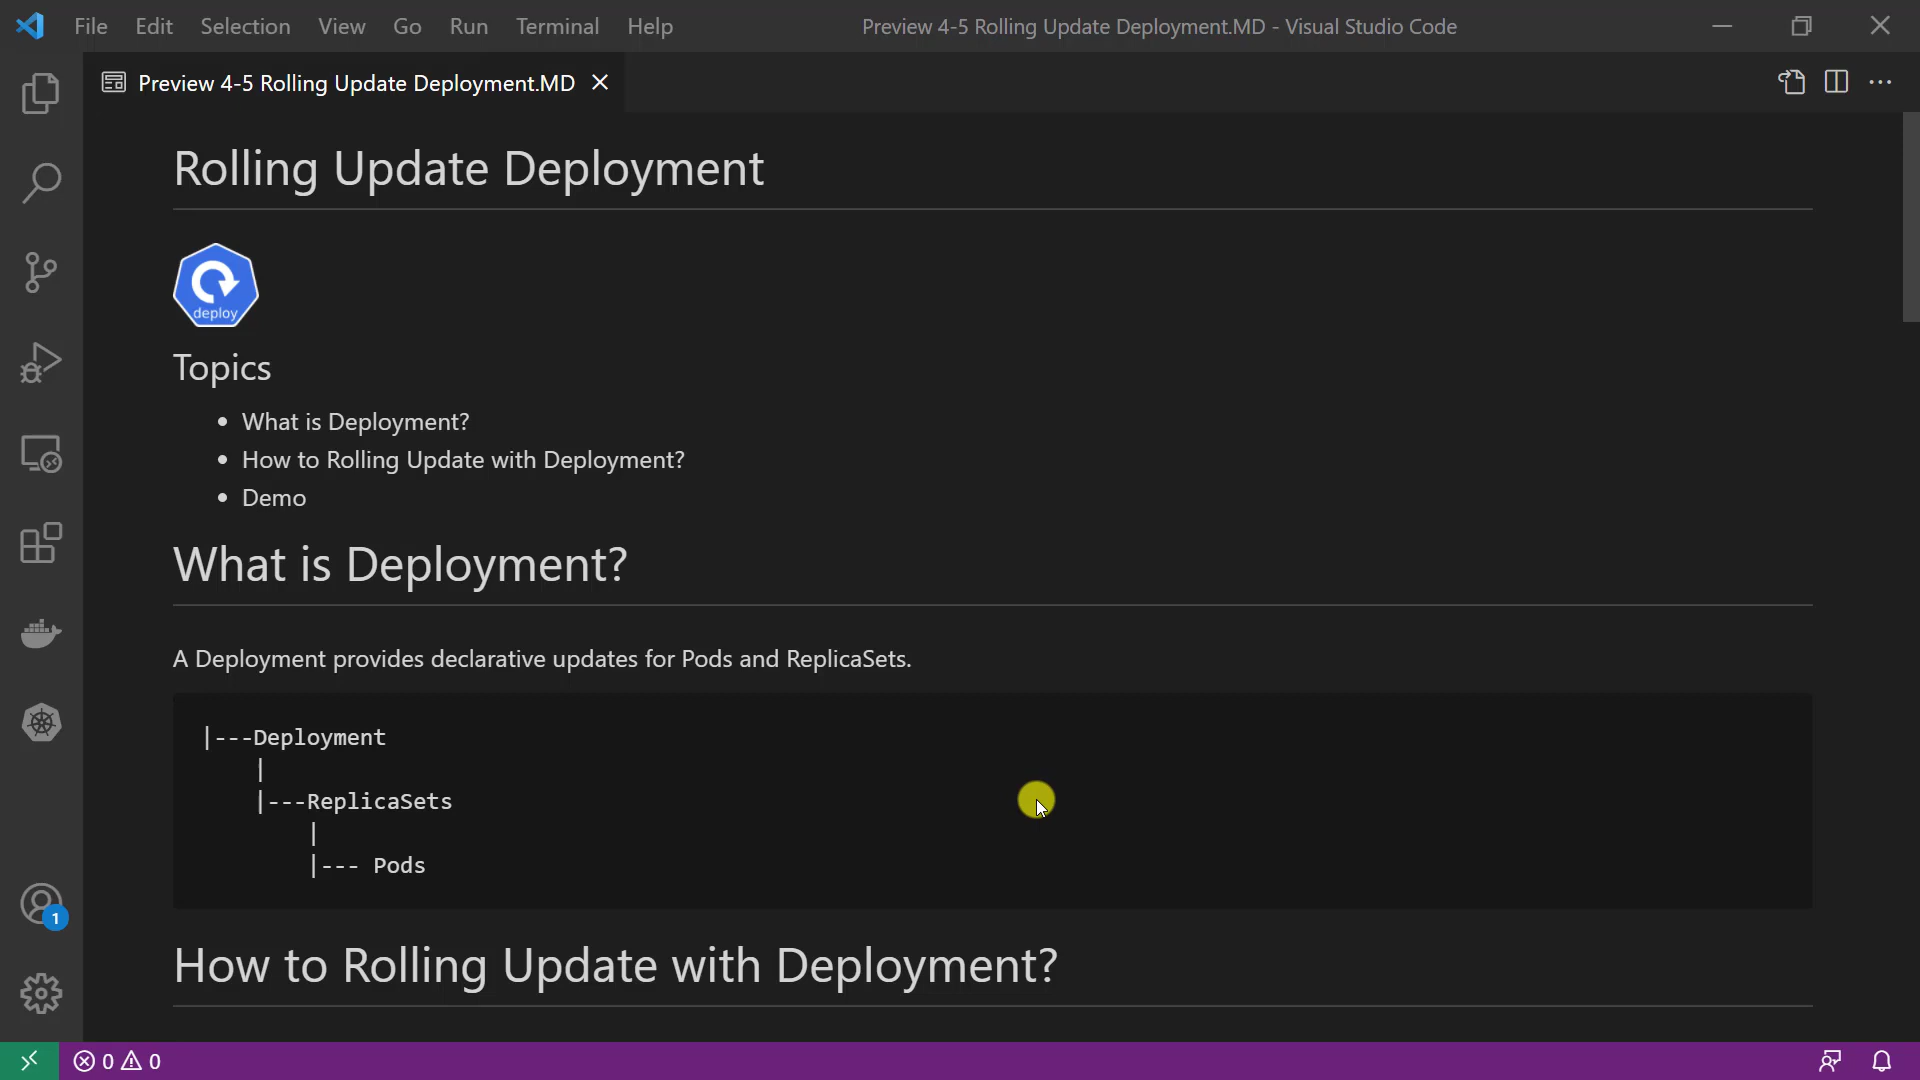 File Edit Selection View Go Run Terminal Help Preview 4-5 Rolling Update Deployment.MD - Visual Studio Code
Preview 4-5 Rolling Update Deployment.MD
Rolling Update Deployment
deploy
Topics
• What is Deployment?
• How to Rolling Update with Deployment?
• Demo
What is Deployment?
A Deployment provides declarative updates for Pods and ReplicaSets.
|---Deployment
    |
    |---ReplicaSets
        |
        |--- Pods
1
How to Rolling Update with Deployment?
0 0